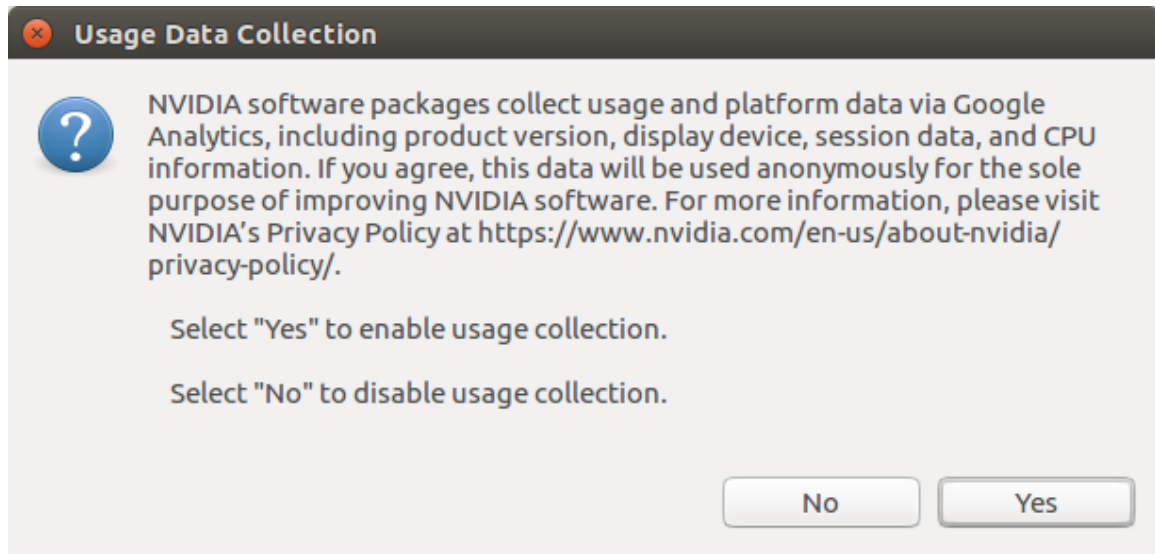 Usage Data Collection
NVIDIA software packages collect usage and platform data via Google
Analytics, including product version, display device, session data, and CPU
information. If you agree, this data will be used anonymously for the sole
purpose of improving NVIDIA software. For more information, please visit
NVIDIA’s Privacy Policy at https://www.nvidia.com/en-us/about-nvidia/
privacy-policy/.
Select "Yes" to enable usage collection.
Select "No" to disable usage collection.
No Yes